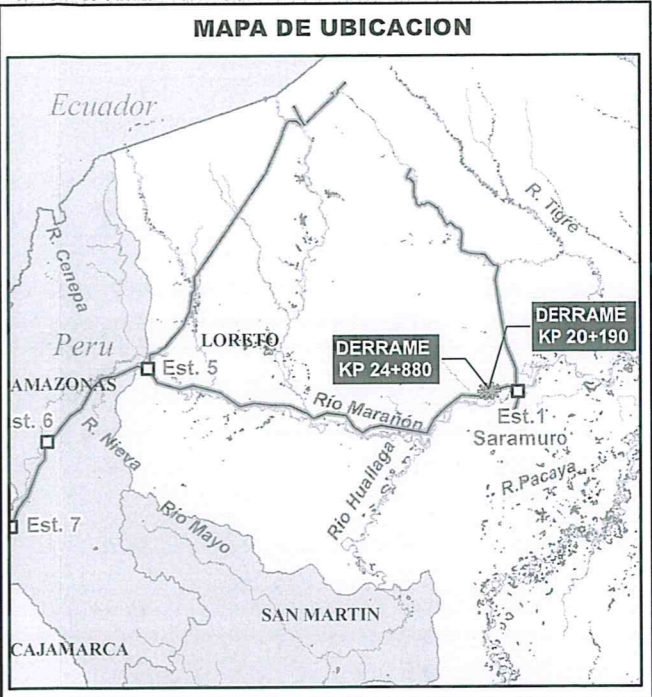 MAPA DE UBICACION
Ecuador
R. Tigre
R. Cenepa
DERRAME
KP 20+190
Peru
LORETO
DERRAME
KP 24+880
Est. 5
AMAZONAS
Río Marañón
Est.1
Saramuro
st. 6
R. Nieva
Río Huallaga
R.Pacaya
Est. 7
Río Mayo
SAN MARTIN
CAJAMARCA